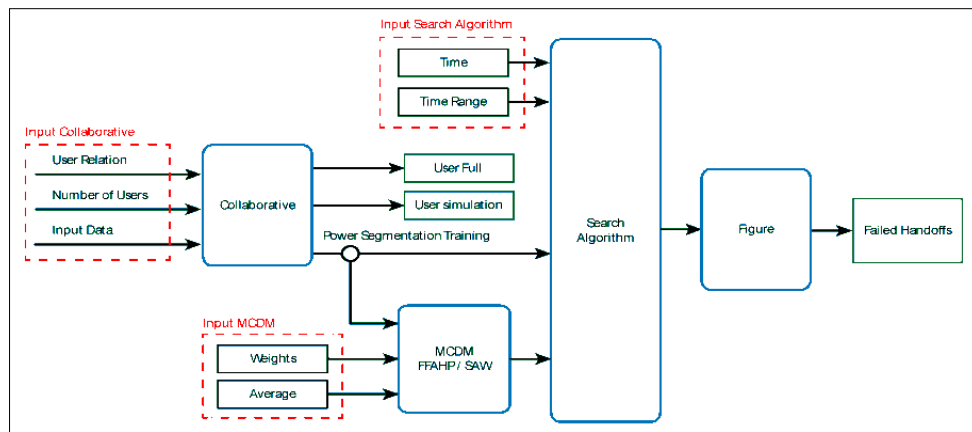 Input Search Algorithm
Time
Time Range
Input Collaborative
User Relation
Number of Users
Input Data
Collaborative
User Full
User simulation
Power Segmentation Training
Search
Algorithm
Figure
Failed Handoffs
Input MCDM
Weights
Average
MCDM
FFAHP / SAW